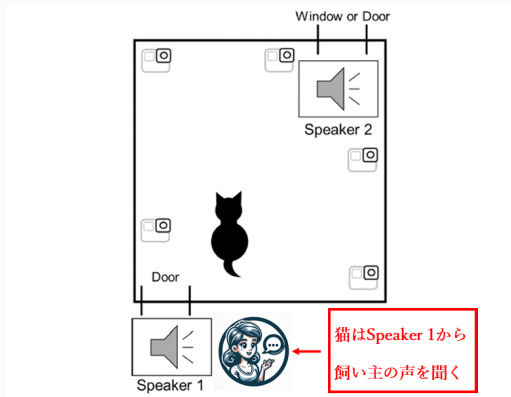 Window or Door
Speaker 2
Door
Speaker 1
猫はSpeaker 1から
飼い主の声を聞く